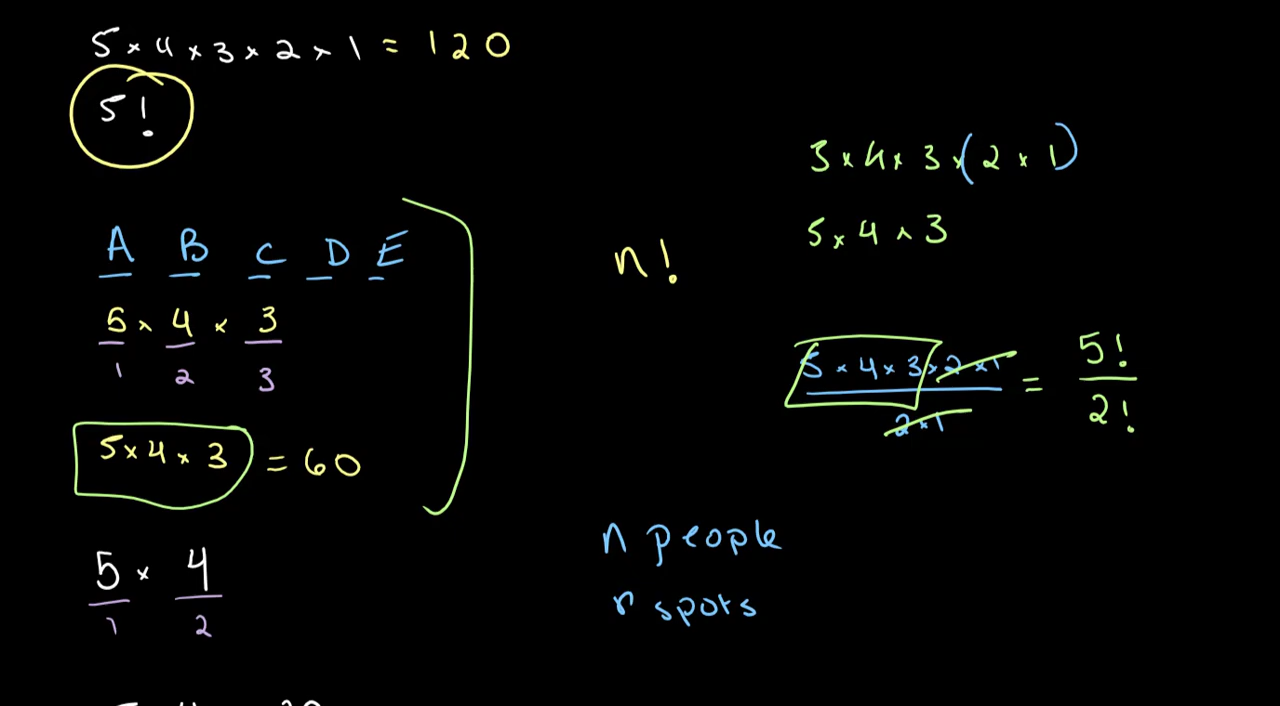 5 × 4 × 3 × 2 × 1 = 120
5!
A B C D E
5 × 4 × 3
1 2 3
5 × 4 × 3 = 60
5 × 4
1 2
n!
3 × 4 × 3 × (2 × 1)
5 × 4 × 3
5 × 4 × 3 × 2 × 1 = 5!
2 × 1 2!
n people
r spots